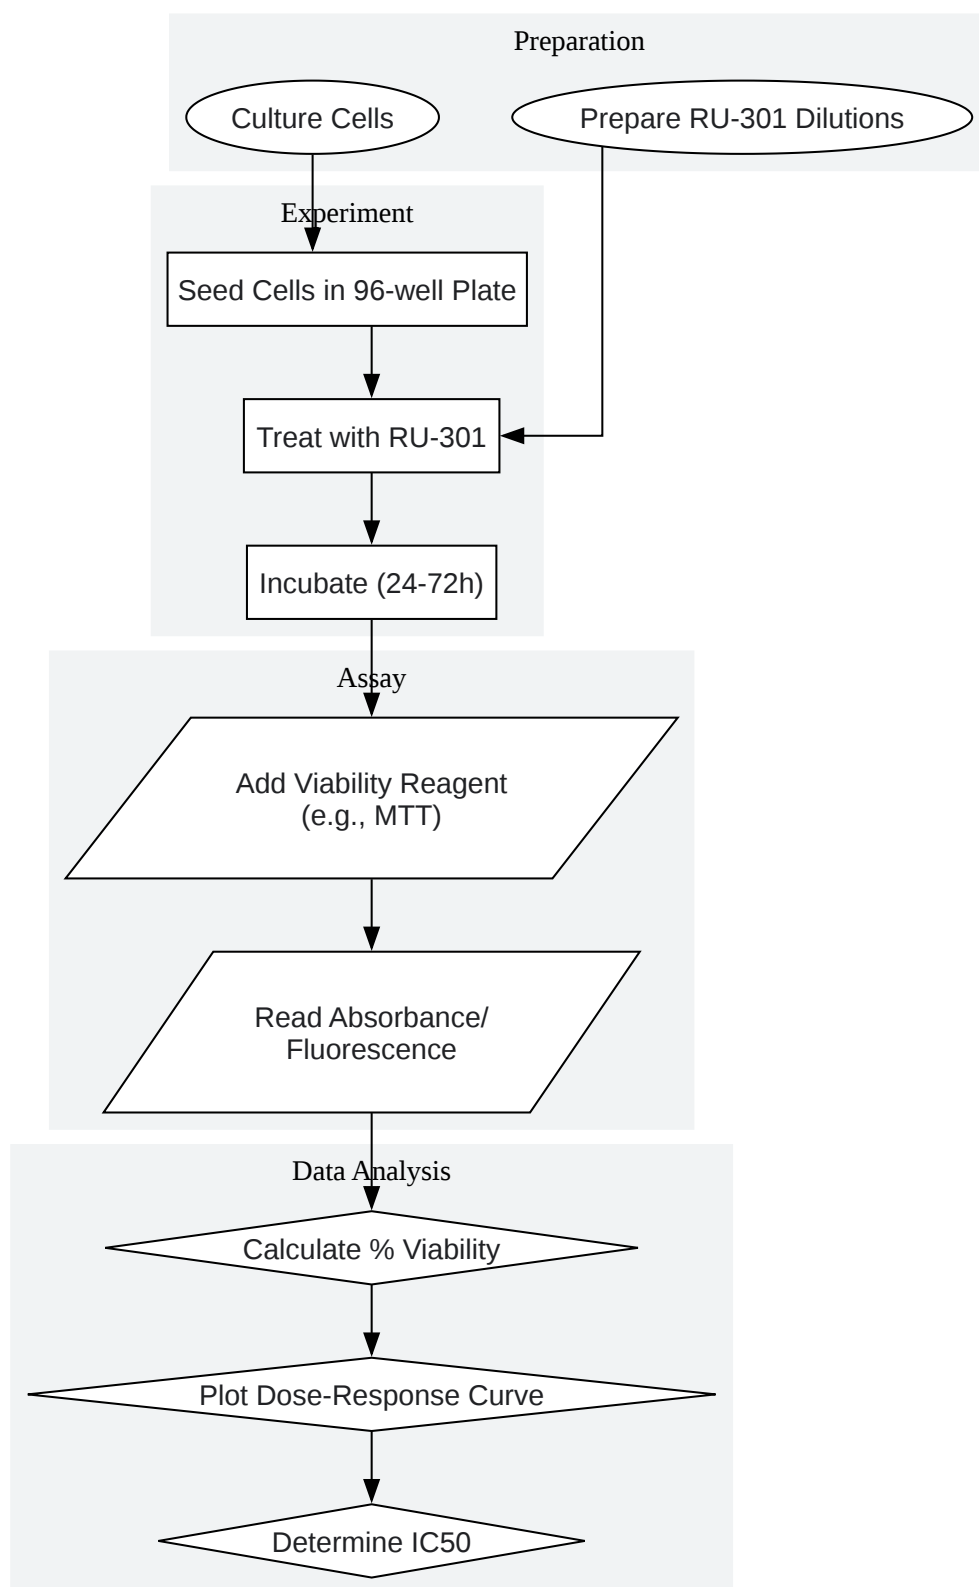 Preparation
Culture Cells
Prepare RU-301 Dilutions
Experiment
Seed Cells in 96-well Plate
Treat with RU-301
Incubate (24-72h)
Assay
Add Viability Reagent
(e.g., MTT)
Read Absorbance/
Fluorescence
Data Analysis
Calculate % Viability
Plot Dose-Response Curve
Determine IC50